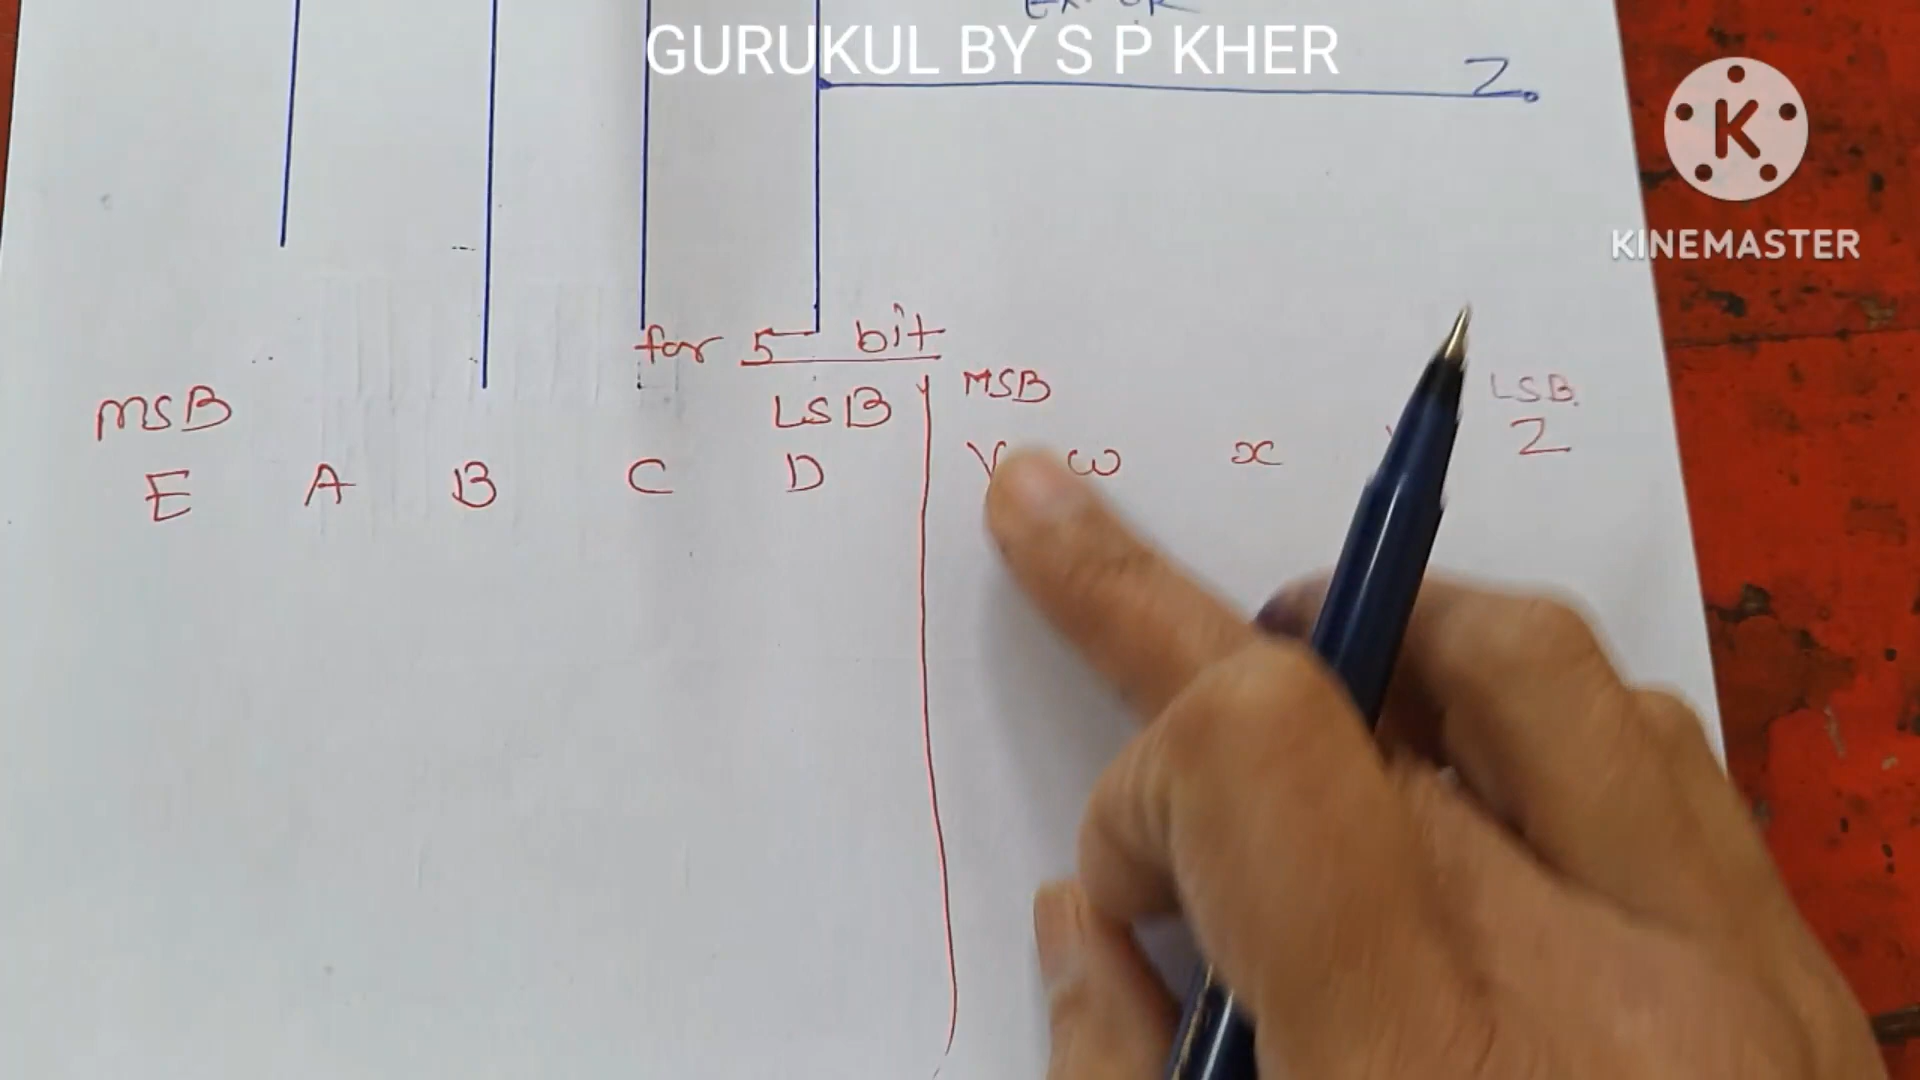 GURUKUL BY S P KHER
Z
K
KINEMASTER
for 5 bit
MSB LSB MSB LSB.
E A B C D V ω x Z